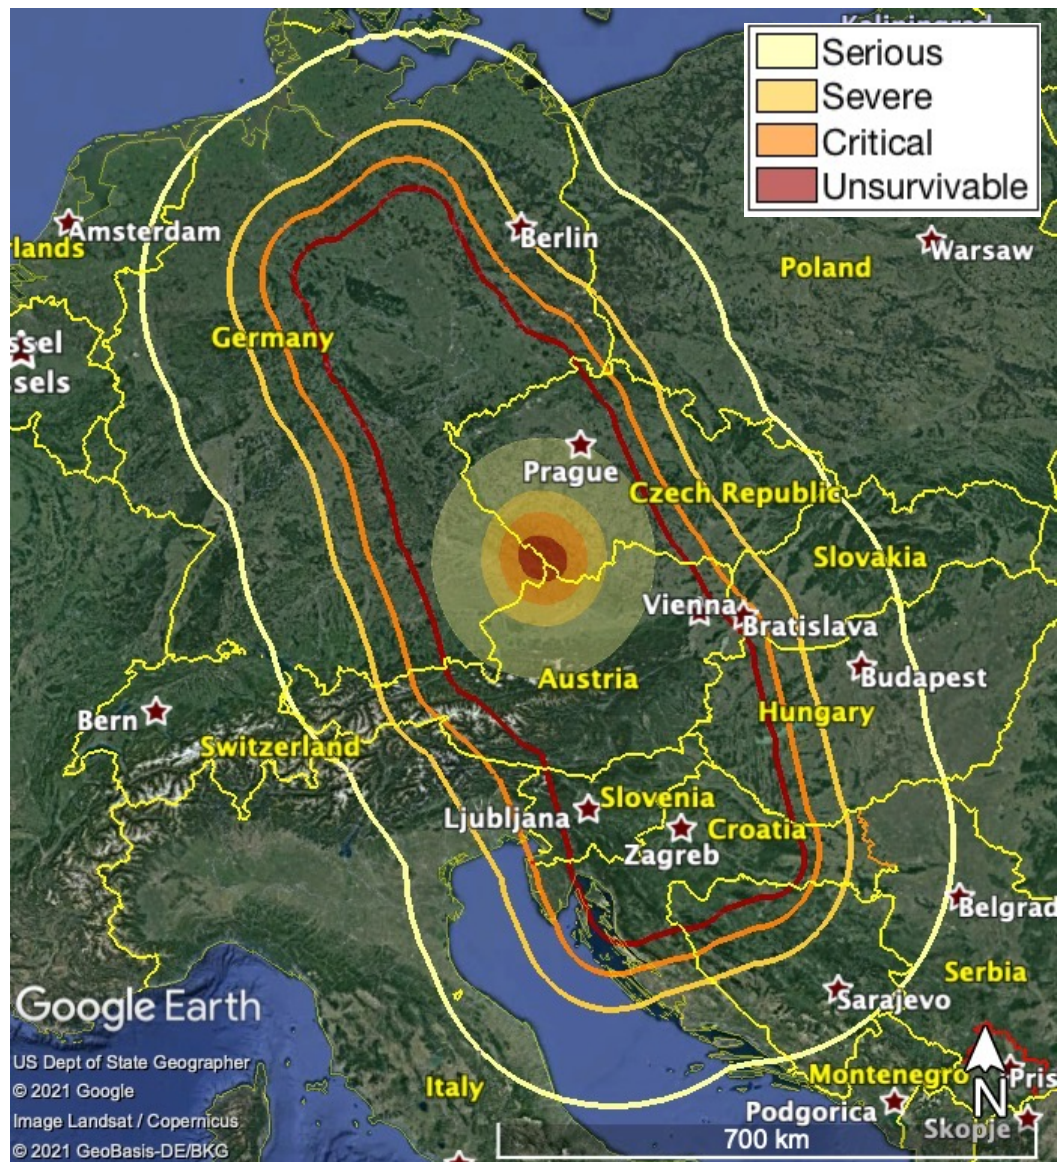 Serious
Severe
Critical
Unsurvivable
Amsterdam
Berlin
Warsaw
Poland
Germany
Prague
Czech Republic
Slovakia
Vienna
Bratislava
Budapest
Austria
Hungary
Bern
Switzerland
Slovenia
Ljubljana
Croatia
Zagreb
Belgrad
Serbia
Sarajevo
Google Earth
US Dept of State Geographer
© 2021 Google
Image Landsat / Copernicus
© 2021 GeoBasis-DE/BKG
Italy
Montenegro
N
Podgorica
Skopje
700 km